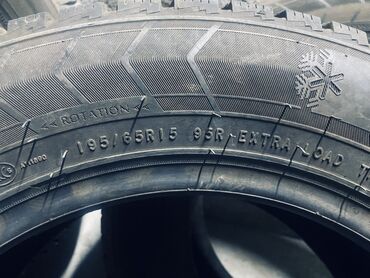 << ROTATION
195/65R15 95R EXTRA LOAD